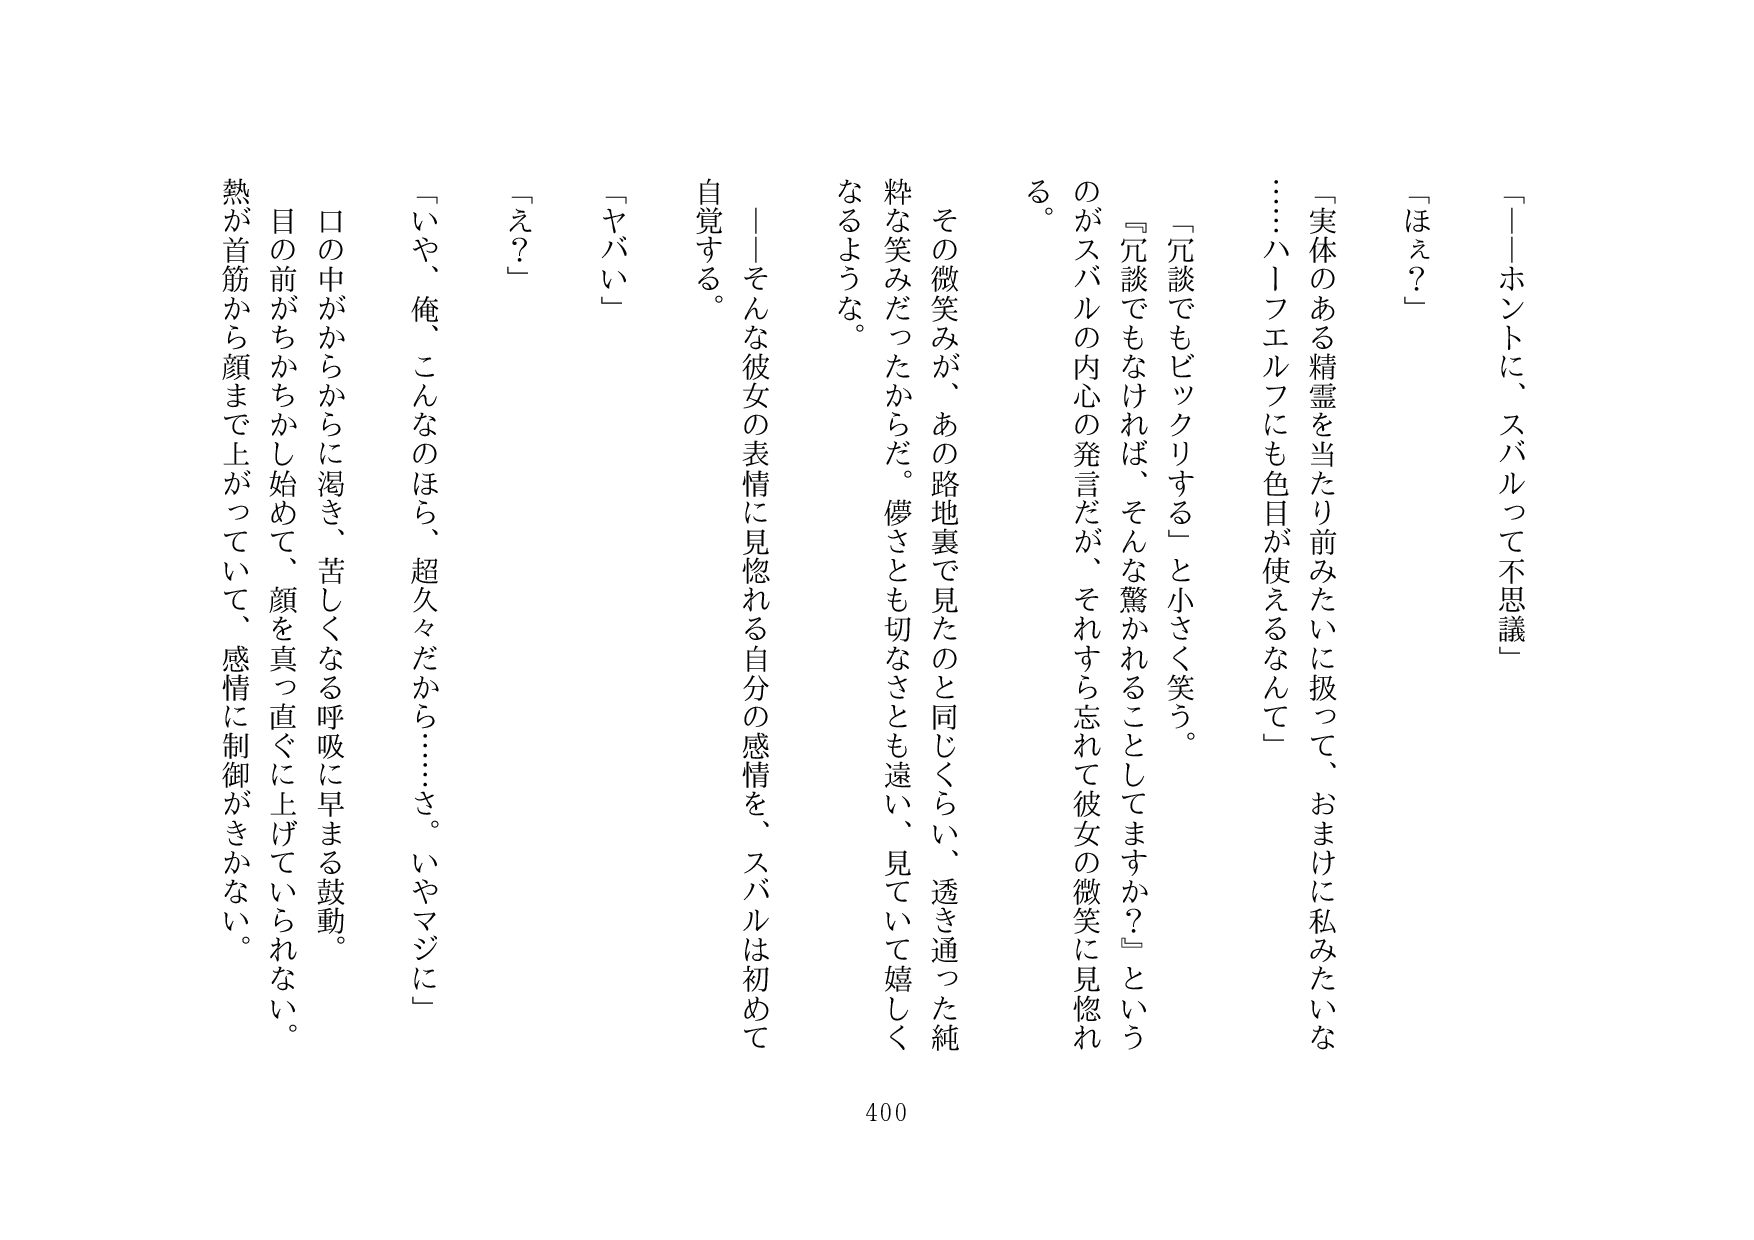 「――ホントに、スバルって不思議」
「ほぇ？」
「実体のある精霊を当たり前みたいに扱って、おまけに私みたいな
……ハーフエルフにも色目が使えるなんて」
「冗談でもビックリする」と小さく笑う。
『冗談でもなければ、そんな驚かれることとしてますか？』という
のがスバルの内心の発言だが、それすら忘れて彼女の微笑に見惚れ
る。
その微笑みが、あの路地裏で見たのと同じくらい、透き通った純
粋な笑みだったからだ。儚さとも切なさとも遠い、見ていて嬉しく
なるような。
――そんな彼女の表情に見惚れる自分の感情を、スバルは初めて
自覚する。
「ヤバい」
「え？」
「いや、俺、こんなのほら、超久々だから……さ。いやマジに」
口の中がからからに渇き、苦しくなる呼吸に早まる鼓動。
目の前がちかちかし始めて、顔を真っ直ぐに上げていられない。
熱が首筋から顔まで上がっていて、感情に制御がきかない。
400